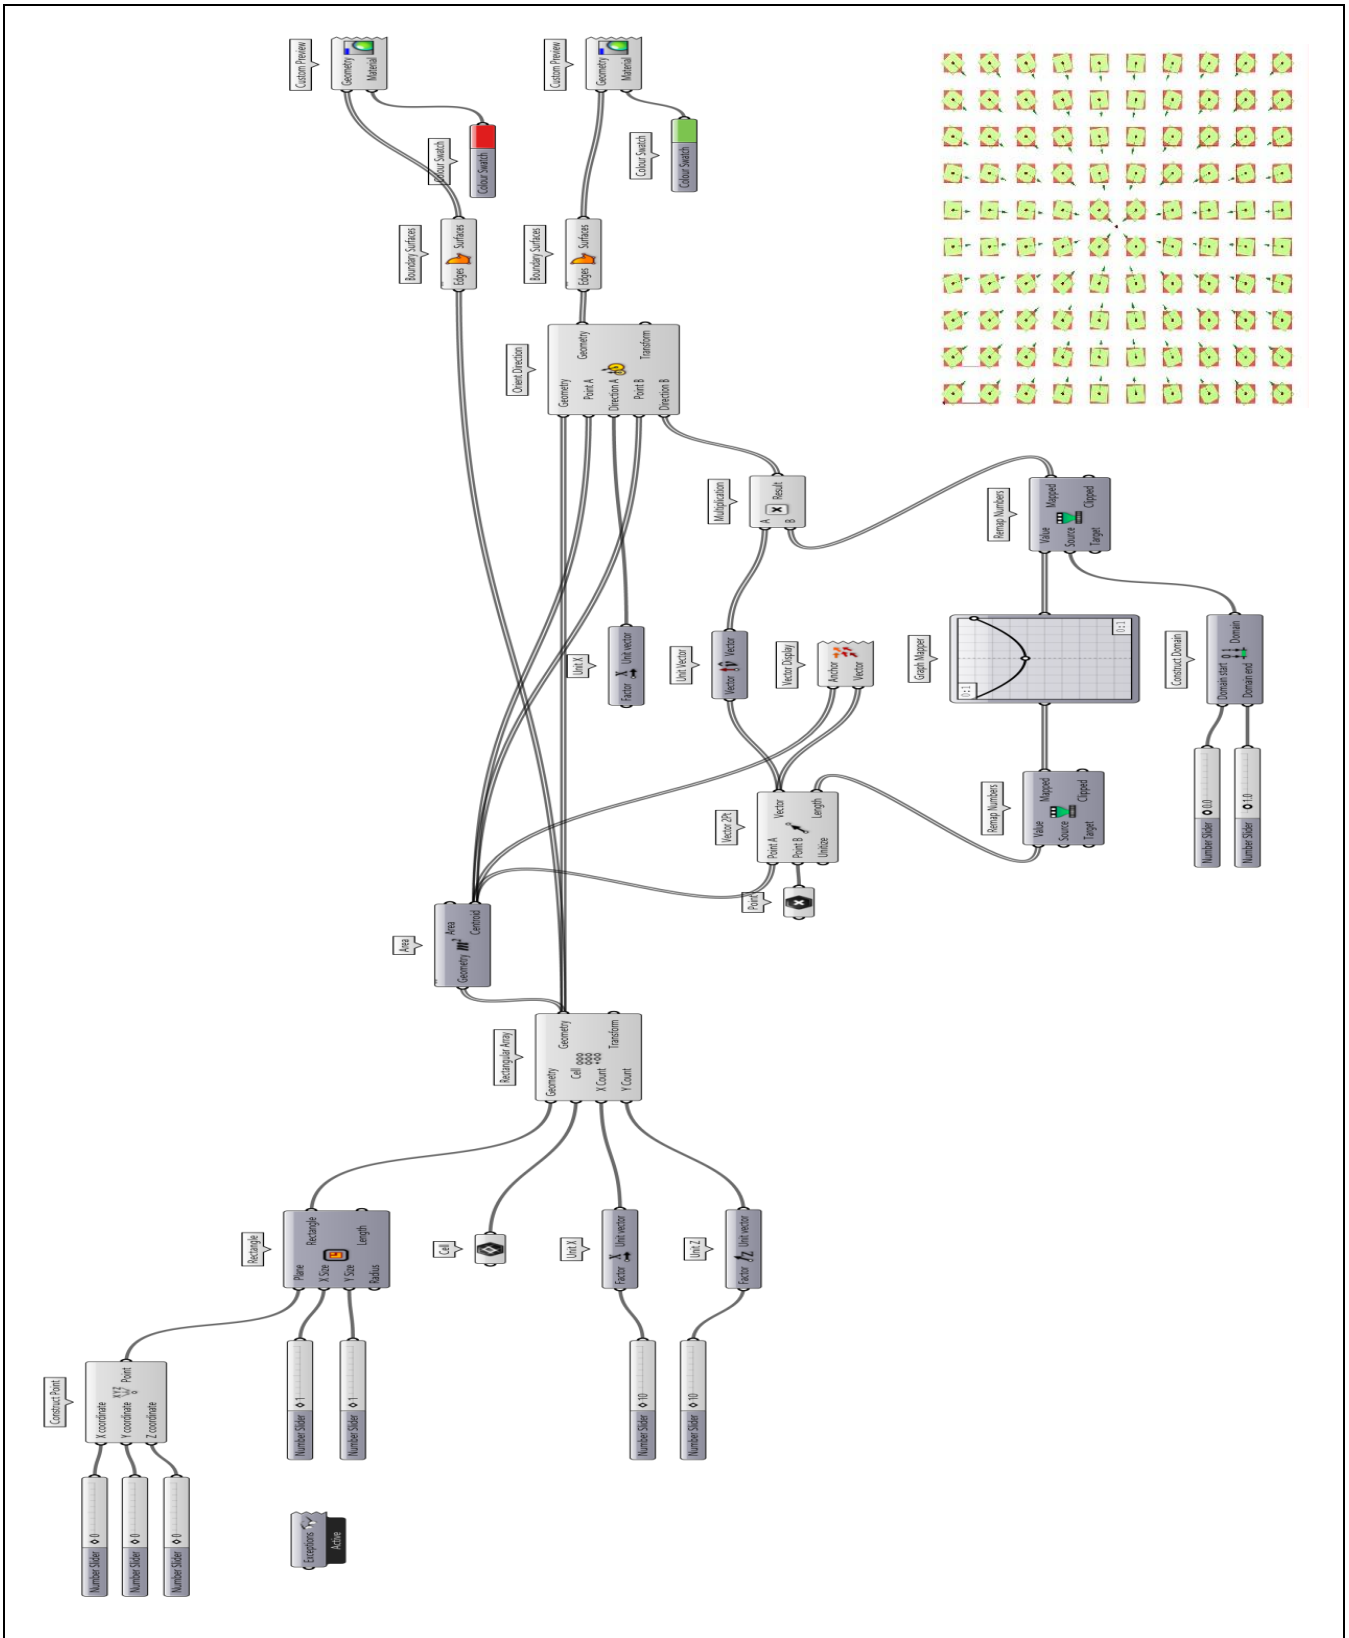 Construct Point
Number Slider ◇ 0
Number Slider ◇ 0
Number Slider ◇ 0
X coordinate
Y coordinate
Z coordinate
XYZ
Point
Exceptions
Active
Rectangle
Number Slider ◇ 1
Number Slider ◇ 1
Plane
X Size
Y Size
Radius
Rectangle
Length
Cell
Unit X
Number Slider ◇ 10
Factor
X
Unit vector
Unit Z
Number Slider ◇ 10
Factor
Z
Unit vector
Rectangular Array
Geometry
Cell
X Count
Y Count
Geometry
Transform
Area
Geometry
m²
Area
Centroid
Point
Vector 2Pt
Point A
Point B
Unitize
Vector
Length
Unit Vector
Vector
Vector
Vector Display
Anchor
Vector
Unit X
Factor
X
Unit vector
Remap Numbers
Value
Source
Target
Mapped
Clipped
Graph Mapper
0:1
0:1
Number Slider 0.0
Number Slider 1.0
Construct Domain
Domain start
Domain end
Domain
Remap Numbers
Value
Source
Target
Mapped
Clipped
Multiplication
A
B
Result
Orient Direction
Geometry
Point A
Direction A
Point B
Direction B
Geometry
Transform
Boundary Surfaces
Edges
Surfaces
Boundary Surfaces
Edges
Surfaces
Colour Swatch
Colour Swatch
Colour Swatch
Colour Swatch
Custom Preview
Geometry
Material
Custom Preview
Geometry
Material